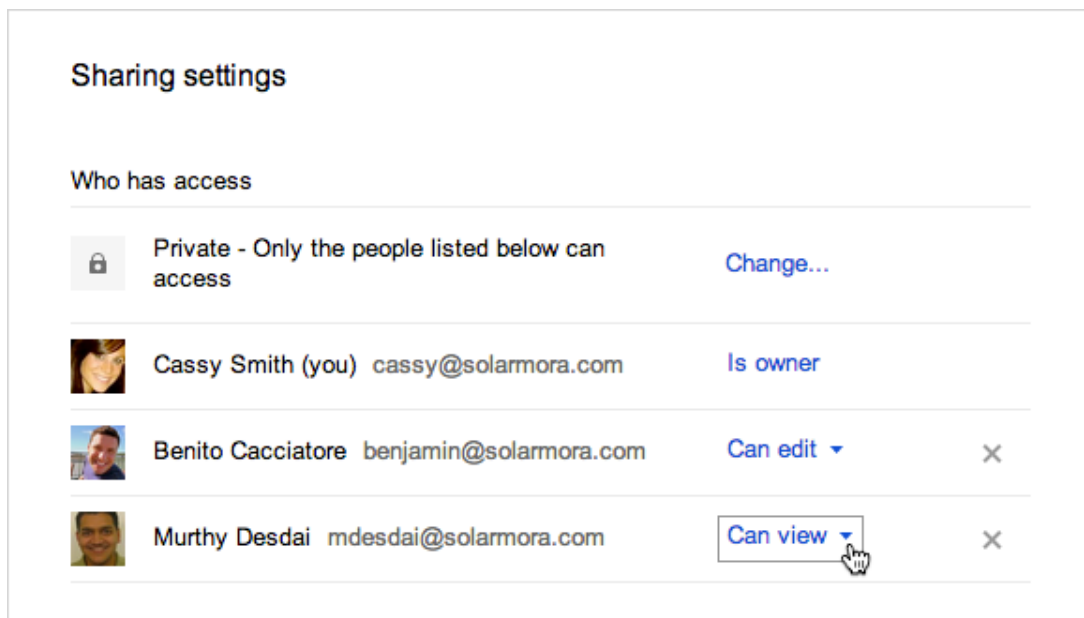 Sharing settings
Who has access
Private - Only the people listed below can
access
Change...
Cassy Smith (you) cassy@solarmora.com Is owner
Benito Cacciatore benjamin@solarmora.com Can edit
Murthy Desdai mdesdai@solarmora.com Can view